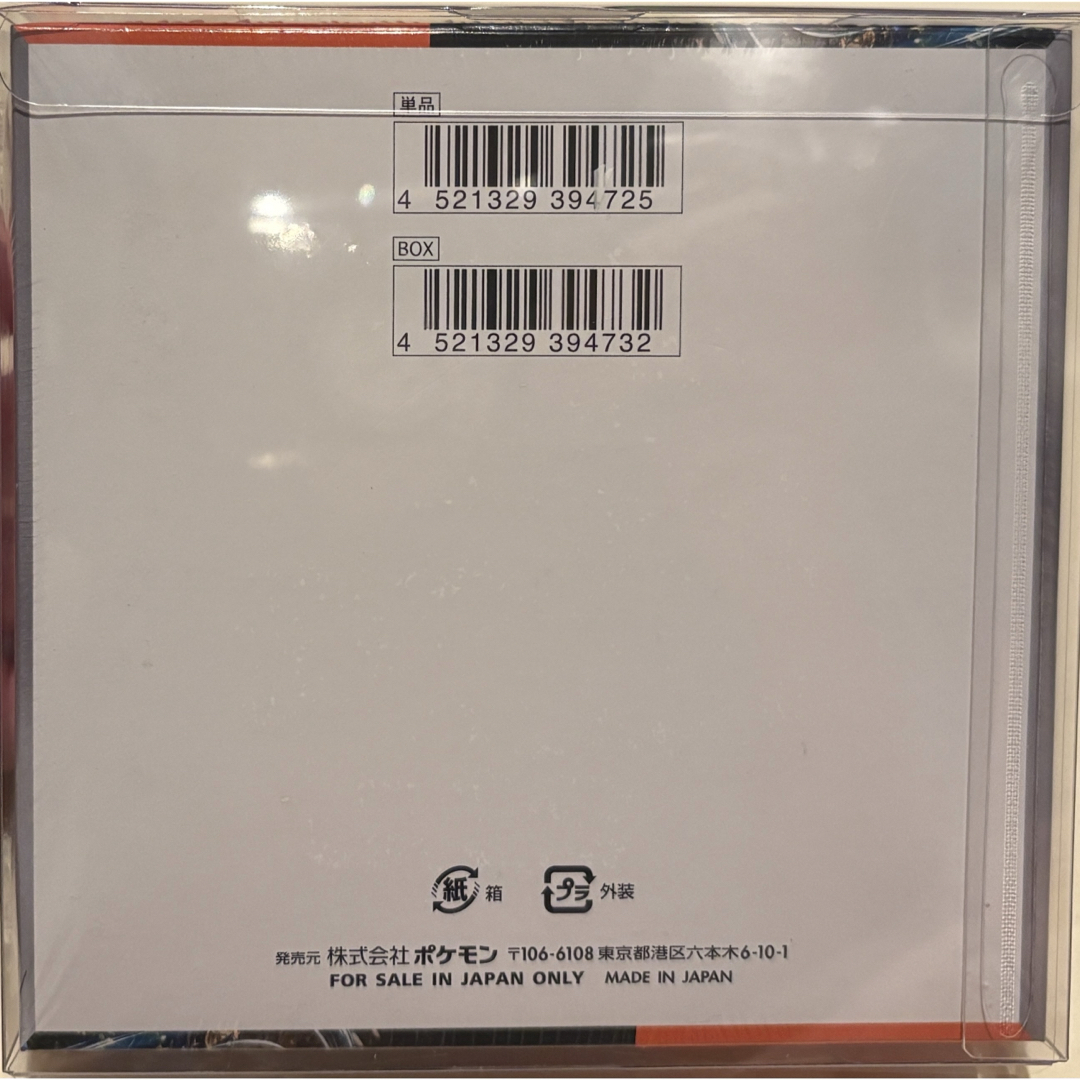 単品
4 521329 394725
BOX
4 521329 394732
紙 箱 プラ 外装
発売元 株式会社 ポケモン 〒106-6108 東京都港区六本木6-10-1
FOR SALE IN JAPAN ONLY MADE IN JAPAN